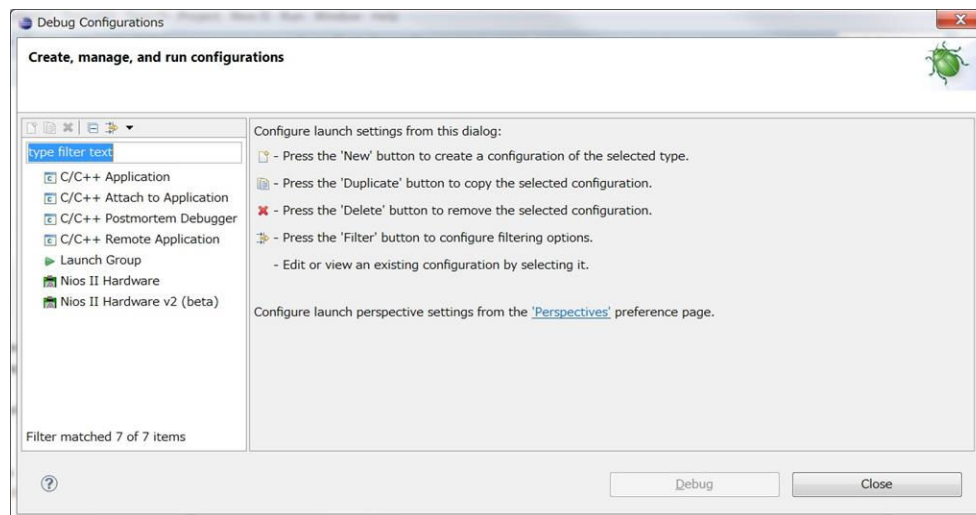 Debug Configurations
Create, manage, and run configurations
type filter text
C/C++ Application
C/C++ Attach to Application
C/C++ Postmortem Debugger
C/C++ Remote Application
Launch Group
Nios II Hardware
Nios II Hardware v2 (beta)
Filter matched 7 of 7 items
Configure launch settings from this dialog:
- Press the 'New' button to create a configuration of the selected type.
- Press the 'Duplicate' button to copy the selected configuration.
- Press the 'Delete' button to remove the selected configuration.
- Press the 'Filter' button to configure filtering options.
- Edit or view an existing configuration by selecting it.
Configure launch perspective settings from the 'Perspectives' preference page.
Debug
Close